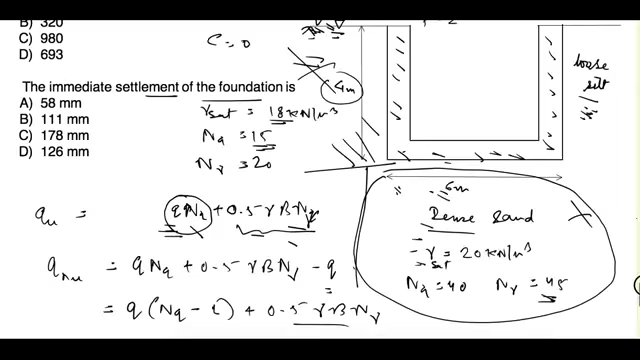 B) 320
C) 980
D) 693
C = 0
4m
loose
silt
The immediate settlement of the foundation is
A) 58 mm
B) 111 mm
C) 178 mm
D) 126 mm
γsat = 18 kN/m³
Nq = 15
Nγ = 20
6m
Dense sand
γsat = 20 kN/m³
Nq = 40 Nγ = 45
qu = qNq + 0.5 γ B Nγ
qnu = qNq + 0.5 γ B Nγ - q
= q (Nq - 1) + 0.5 γ B Nγ